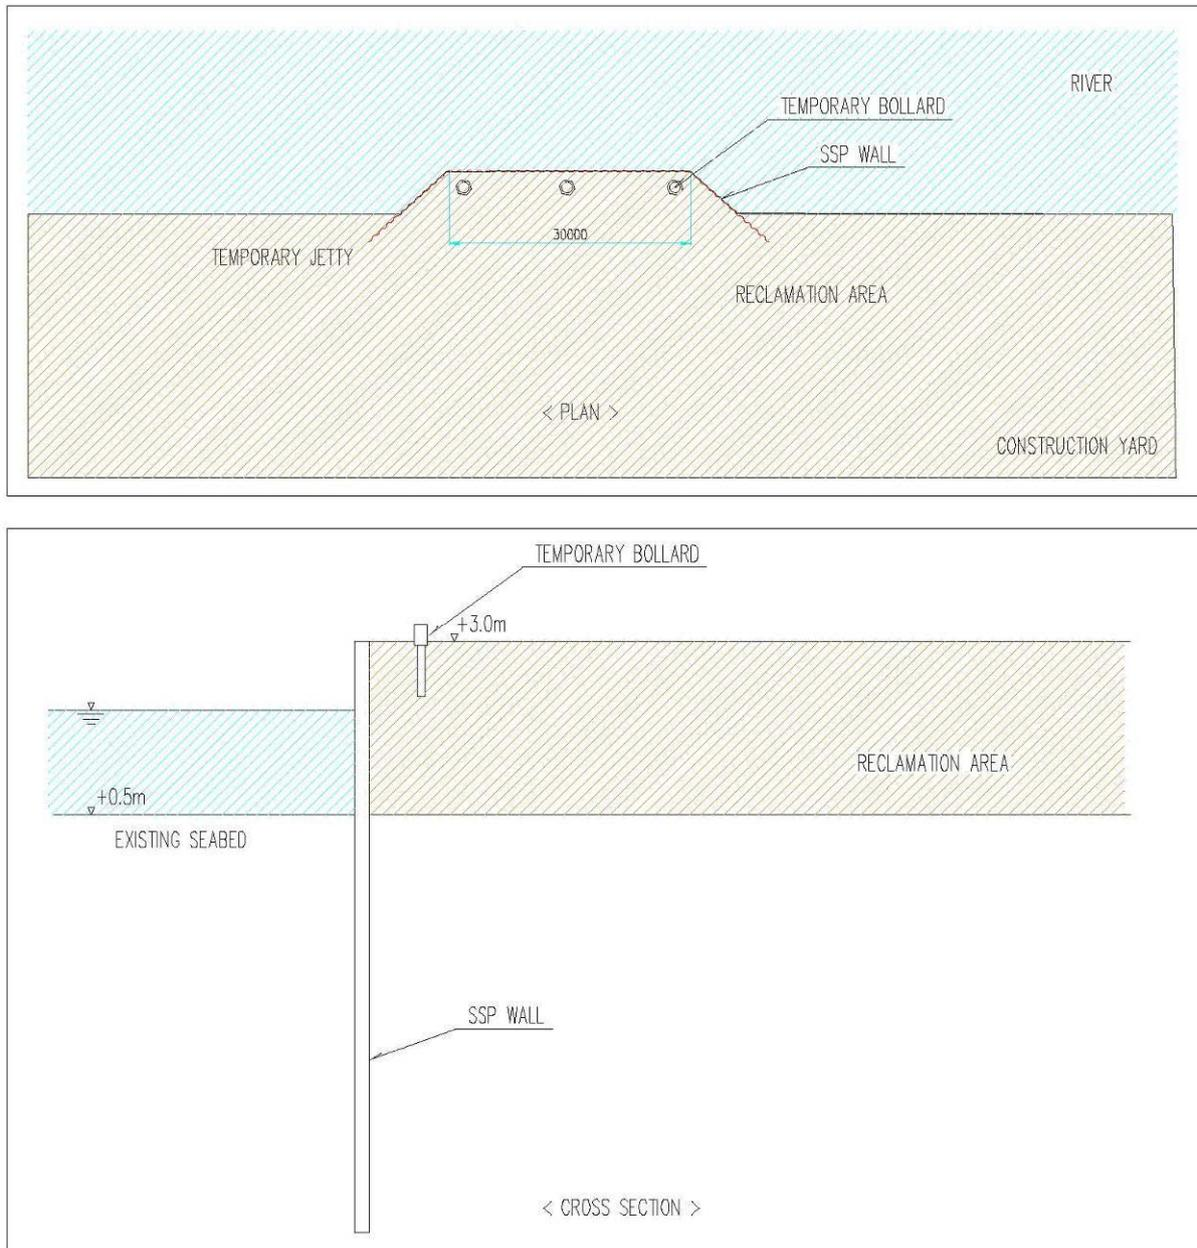 RIVER
TEMPORARY BOLLARD
SSP WALL
30000
TEMPORARY JETTY
RECLAMATION AREA
< PLAN >
CONSTRUCTION YARD
TEMPORARY BOLLARD
+3.0m
RECLAMATION AREA
+0.5m
EXISTING SEABED
SSP WALL
< CROSS SECTION >